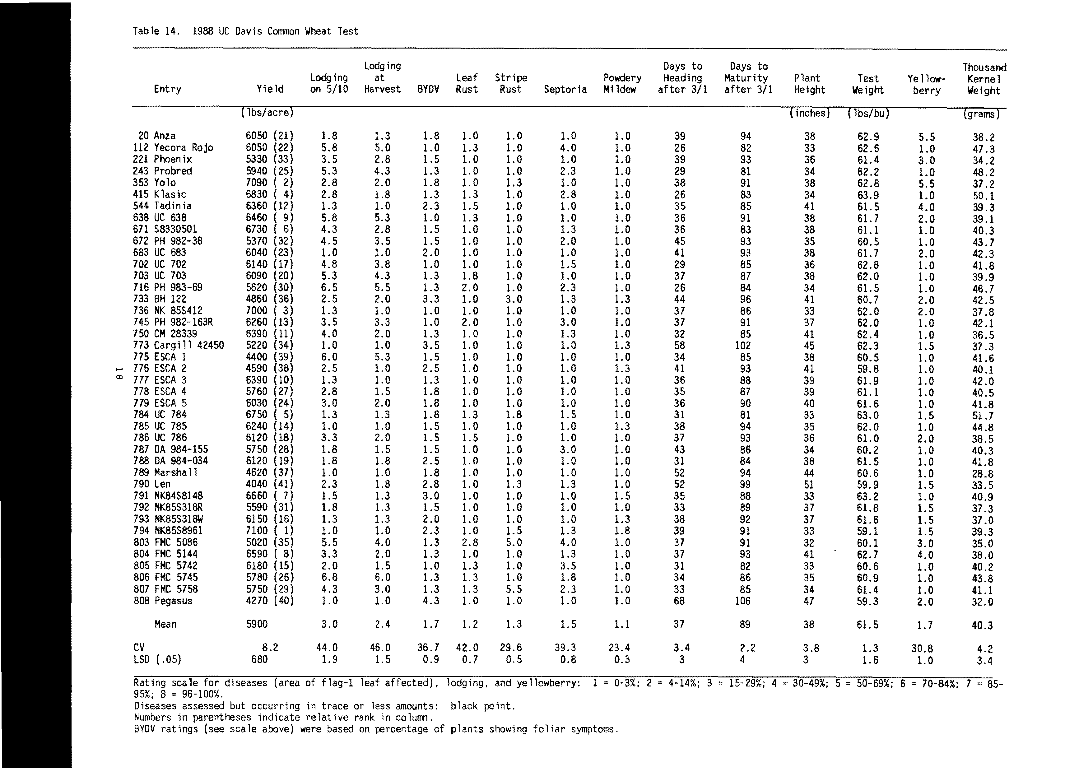 Table 14. 1988 UC Davis Common Wheat Test
Lodging Days to Days to Thousand
Lodging at Leaf Stripe Powdery Heading Maturity Plant Test Yellow- Kernel
Entry Yield on 5/10 Harvest BYDV Rust Rust Septoria Mildew after 3/1 after 3/1 Height Weight berry Weight
(lbs/acre) (inches) (lbs/bu) (grams)
20 Anza 6050 (21) 1.8 1.3 1.8 1.0 1.0 1.0 1.0 39 94 38 62.9 5.5 38.2
112 Yecora Rojo 6050 (22) 5.8 5.0 1.0 1.3 1.0 4.0 1.0 26 82 33 62.5 1.0 47.3
221 Phoenix 5330 (33) 3.5 2.8 1.5 1.0 1.0 1.0 1.0 39 93 36 61.4 3.0 34.2
243 Probred 5940 (25) 5.3 4.3 1.3 1.0 1.0 2.3 1.0 29 81 34 62.2 1.0 48.2
353 Yolo 7090 ( 2) 2.8 2.0 1.8 1.0 1.3 1.0 1.0 38 91 38 62.8 5.5 37.2
415 Klasic 6830 ( 4) 2.8 1.8 1.3 1.3 1.0 2.8 1.0 26 83 34 63.9 1.0 50.1
544 Tadinia 6360 (12) 1.3 1.0 2.3 1.5 1.0 1.0 1.0 35 85 41 61.5 4.0 39.3
638 UC 638 6460 ( 9) 5.8 5.3 1.0 1.3 1.0 1.0 1.0 36 91 38 61.7 2.0 39.1
671 S8330501 6730 ( 6) 4.3 2.8 1.5 1.0 1.0 1.3 1.0 36 83 38 61.1 1.0 40.3
672 PH 982-38 5370 (32) 4.5 3.5 1.5 1.0 1.0 2.0 1.0 45 93 35 60.5 1.0 43.7
683 UC 683 6040 (23) 1.0 1.0 2.0 1.0 1.0 1.0 1.0 41 93 38 61.7 2.0 42.3
702 UC 702 6140 (17) 4.8 3.8 1.0 1.0 1.0 1.5 1.0 29 85 36 62.8 1.0 41.8
703 UC 703 6090 (20) 5.3 4.3 1.3 1.8 1.0 1.0 1.0 37 87 38 62.0 1.0 39.9
716 PH 983-69 5620 (30) 6.5 5.5 1.3 2.0 1.0 2.3 1.0 26 84 34 61.5 1.0 46.7
733 BH 122 4860 (36) 2.5 2.0 3.3 1.0 3.0 1.3 1.3 44 96 41 60.7 2.0 42.5
736 NK 85S412 7000 ( 3) 1.3 1.0 1.0 1.0 1.0 1.0 1.0 37 86 33 62.0 2.0 37.8
745 PH 982-163R 6260 (13) 3.5 3.3 1.0 2.0 1.0 3.0 1.0 37 91 37 62.0 1.0 42.1
750 CM 28339 6390 (11) 4.0 2.0 1.3 1.0 1.0 1.3 1.0 32 85 41 62.4 1.0 36.5
773 Cargill 42450 5220 (34) 1.0 1.0 3.5 1.0 1.0 1.0 1.3 58 102 45 62.3 1.5 37.3
775 ESCA 1 4400 (39) 6.0 5.3 1.5 1.0 1.0 1.0 1.0 34 85 38 60.5 1.0 41.6
776 ESCA 2 4590 (38) 2.5 1.0 2.5 1.0 1.0 1.0 1.3 41 93 41 59.8 1.0 40.1
777 ESCA 3 6390 (10) 1.3 1.0 1.3 1.0 1.0 1.0 1.0 36 88 39 61.9 1.0 42.0
778 ESCA 4 5760 (27) 2.8 1.5 1.8 1.0 1.0 1.0 1.0 35 87 39 61.1 1.0 40.5
779 ESCA 5 6030 (24) 3.0 2.0 1.8 1.0 1.0 1.0 1.0 36 90 40 61.6 1.0 41.8
784 UC 784 6750 ( 5) 1.3 1.3 1.8 1.3 1.8 1.5 1.0 31 81 33 63.0 1.5 51.7
785 UC 785 6240 (14) 1.0 1.0 1.5 1.0 1.0 1.0 1.3 38 94 35 62.0 1.0 44.8
786 UC 786 6120 (18) 3.3 2.0 1.5 1.5 1.0 1.0 1.0 37 93 36 61.0 2.0 38.5
787 DA 984-155 5750 (28) 1.8 1.5 1.5 1.0 1.0 3.0 1.0 43 86 34 60.2 1.0 40.3
788 DA 984-034 6120 (19) 1.8 1.8 2.5 1.0 1.0 1.0 1.0 31 84 38 61.5 1.0 41.8
789 Marshall 4620 (37) 1.0 1.0 1.8 1.0 1.0 1.0 1.0 52 94 44 60.6 1.0 28.8
790 Len 4040 (41) 2.3 1.8 2.8 1.0 1.3 1.3 1.0 52 99 51 59.9 1.5 33.5
791 NK84S8148 6660 ( 7) 1.5 1.3 3.0 1.0 1.0 1.0 1.5 35 88 33 63.2 1.0 40.9
792 NK85S318R 5590 (31) 1.8 1.3 1.5 1.0 1.0 1.0 1.0 33 89 37 61.8 1.5 37.3
793 NK85S318W 6150 (16) 1.3 1.3 2.0 1.0 1.0 1.0 1.3 38 92 37 61.6 1.5 37.0
794 NK85S8961 7100 ( 1) 1.0 1.0 2.3 1.0 1.5 1.3 1.8 39 91 33 59.1 1.5 39.3
803 FMC 5086 5020 (35) 5.5 4.0 1.3 2.8 5.0 4.0 1.0 37 91 32 60.1 3.0 35.0
804 FMC 5144 6590 ( 8) 3.3 2.0 1.3 1.0 1.0 1.3 1.0 37 93 41 62.7 4.0 38.0
805 FMC 5742 6180 (15) 2.0 1.5 1.0 1.3 1.0 3.5 1.0 31 82 33 60.6 1.0 40.2
806 FMC 5745 5780 (26) 6.8 6.0 1.3 1.3 1.0 1.8 1.0 34 86 35 60.9 1.0 43.8
807 FMC 5758 5750 (29) 4.3 3.0 1.3 1.3 5.5 2.3 1.0 33 85 34 61.4 1.0 41.1
808 Pegasus 4270 (40) 1.0 1.0 4.3 1.0 1.0 1.0 1.0 68 106 47 59.3 2.0 32.0
Mean 5900 3.0 2.4 1.7 1.2 1.3 1.5 1.1 37 89 38 61.5 1.7 40.3
CV 8.2 44.0 46.0 36.7 42.0 29.6 39.3 23.4 3.4 2.2 3.8 1.3 30.8 4.2
LSD (.05) 680 1.9 1.5 0.9 0.7 0.5 0.8 0.3 3 4 3 1.6 1.0 3.4
Rating scale for diseases (area of flag-1 leaf affected), lodging, and yellowberry: 1 = 0-3%; 2 = 4-14%; 3 = 15-29%; 4 = 30-49%; 5 = 50-69%; 6 = 70-84%; 7 = 85-
95%; 8 = 96-100%.
Diseases assessed but occurring in trace or less amounts: black point.
Numbers in parentheses indicate relative rank in column.
BYDV ratings (see scale above) were based on percentage of plants showing foliar symptoms.
18